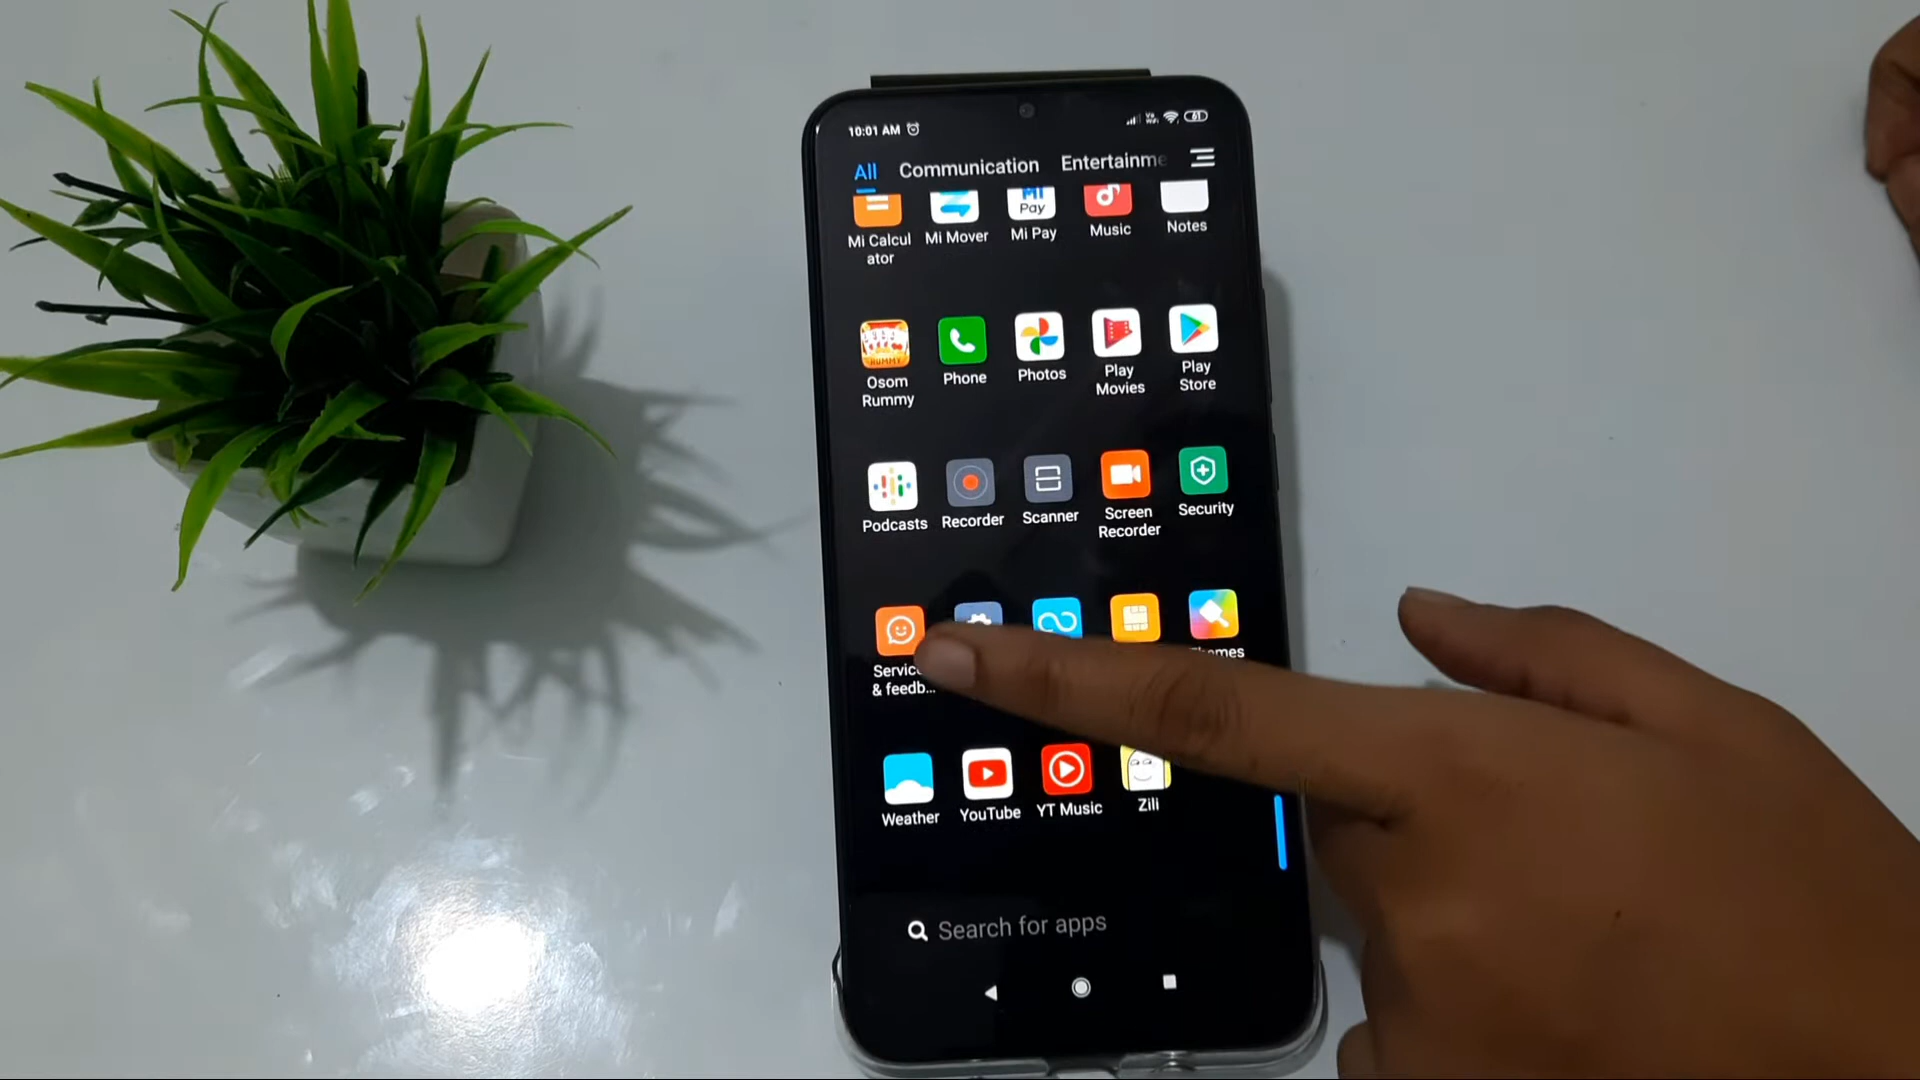 10:01 AM
All Communication Entertainme
Mi Calcul
ator
Mi Mover
Mi Pay
Music
Notes
Osom
Rummy
Phone
Photos
Play
Movies
Play
Store
Podcasts
Recorder
Scanner
Screen
Recorder
Security
Servic
& feedb...
Weather
YouTube
YT Music
Zili
Search for apps